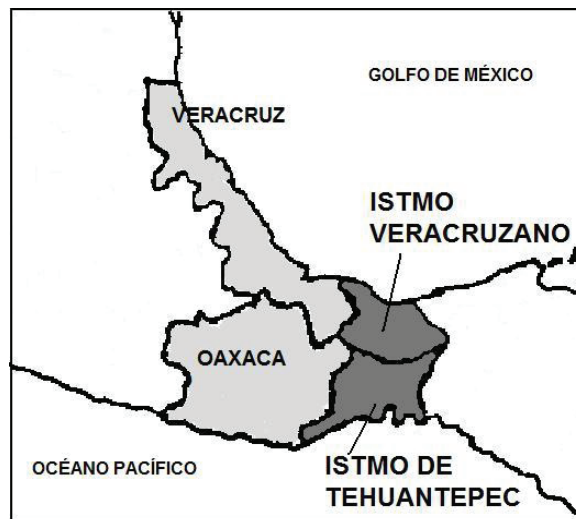 GOLFO DE MÉXICO
VERACRUZ
ISTMO
VERACRUZANO
OAXACA
OCÉANO PACÍFICO
ISTMO DE
TEHUANTEPEC